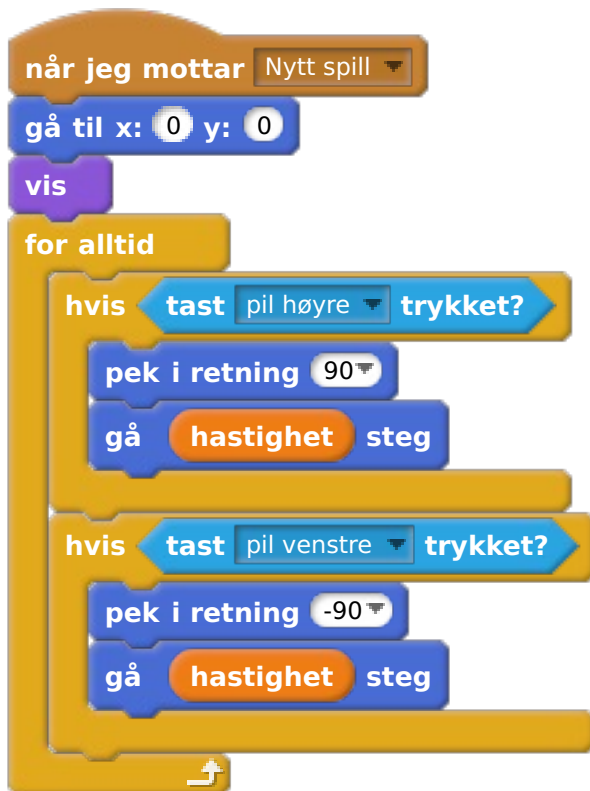 når jeg mottar Nytt spill
gå til x: 0 y: 0
vis
for alltid
hvis tast pil høyre trykket?
pek i retning 90
gå hastighet steg
hvis tast pil venstre trykket?
pek i retning -90
gå hastighet steg